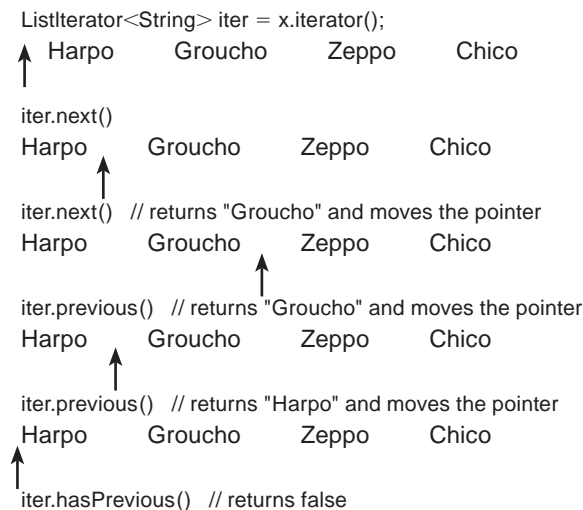 ListIterator<String> iter = x.iterator();
Harpo Groucho Zeppo Chico
iter.next()
Harpo Groucho Zeppo Chico
iter.next() // returns "Groucho" and moves the pointer
Harpo Groucho Zeppo Chico
iter.previous() // returns "Groucho" and moves the pointer
Harpo Groucho Zeppo Chico
iter.previous() // returns "Harpo" and moves the pointer
Harpo Groucho Zeppo Chico
iter.hasPrevious() // returns false